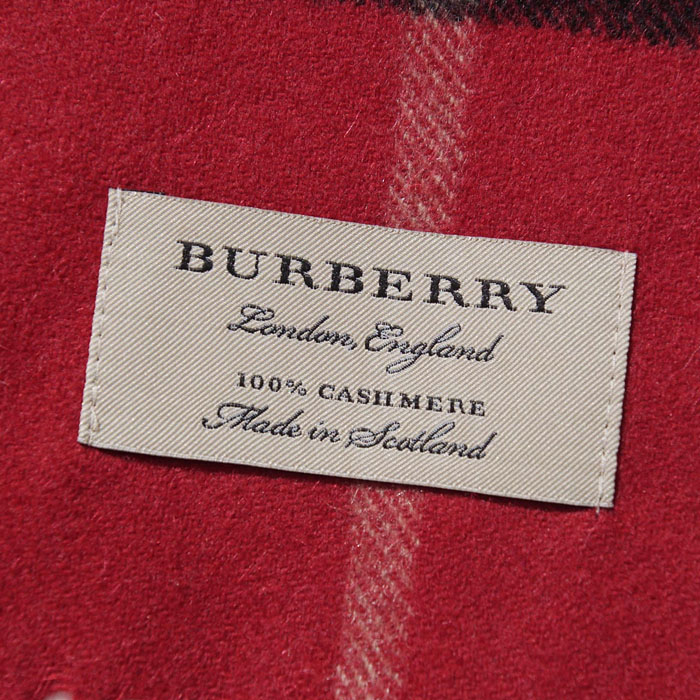 BURBERRY
London, England
100% CASHMERE
Made in Scotland